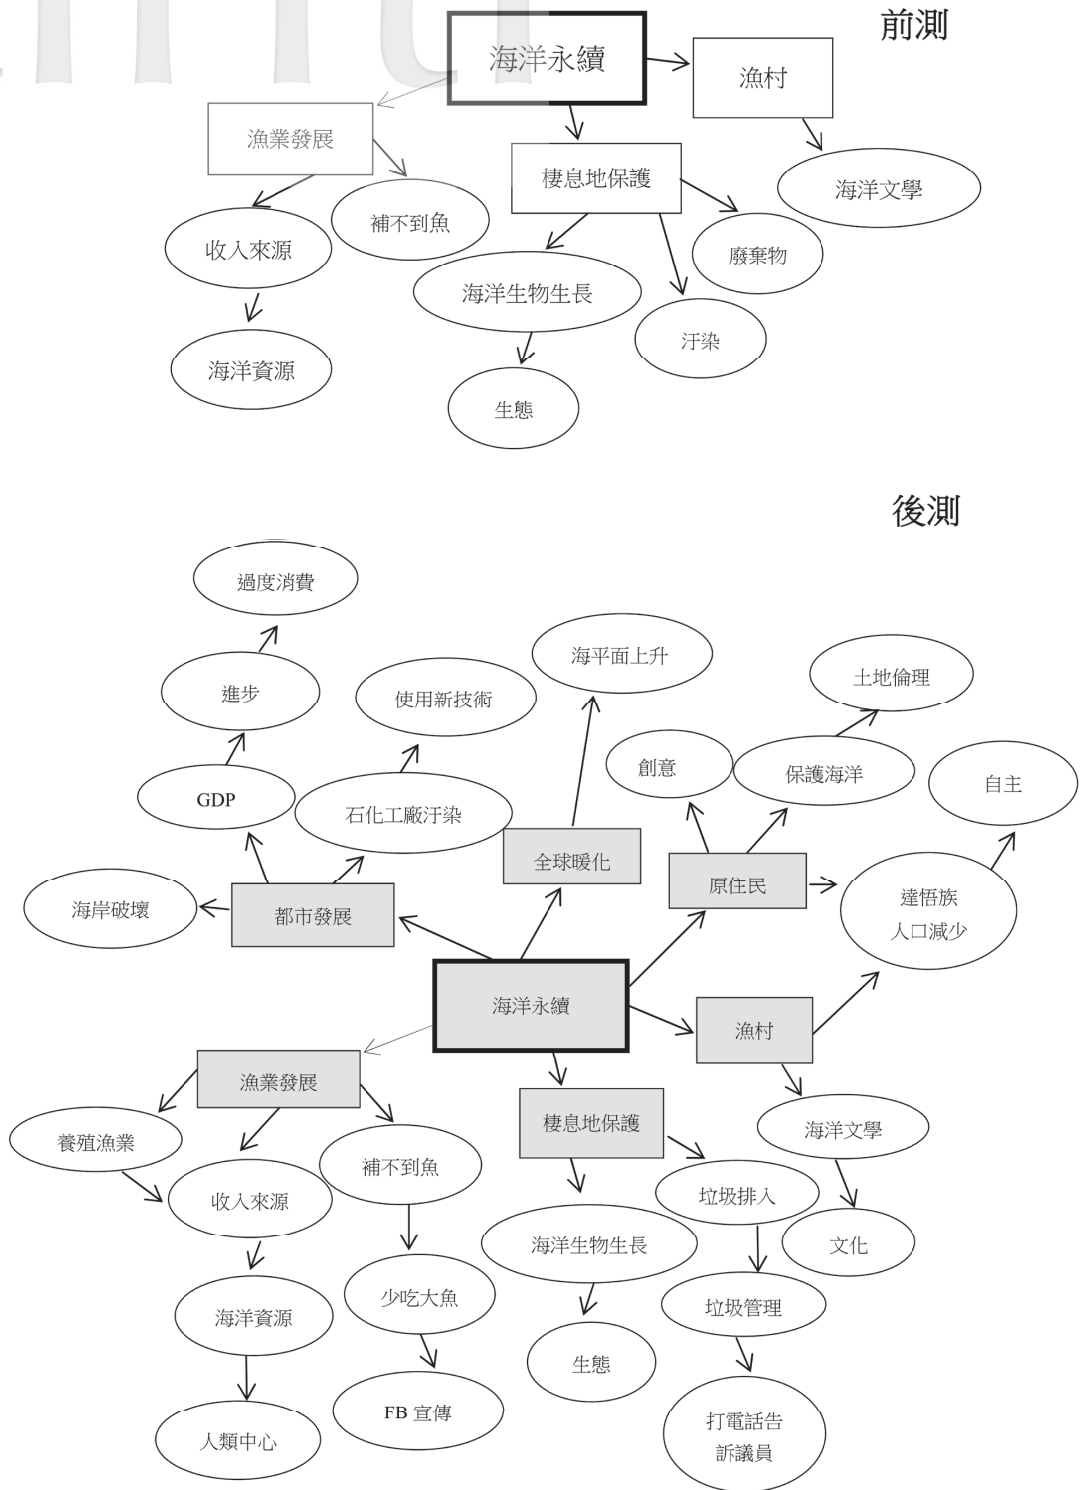 前測
海洋永續
漁村
漁業發展
棲息地保護
海洋文學
補不到魚
收入來源
廢棄物
海洋生物生長
汙染
海洋資源
生態
後測
過度消費
海平面上升
土地倫理
進步
使用新技術
創意
保護海洋
自主
GDP
石化工廠汙染
全球暖化
原住民
海岸破壞
都市發展
達悟族
人口減少
海洋永續
漁村
漁業發展
棲息地保護
養殖漁業
海洋文學
補不到魚
收入來源
垃圾排入
海洋生物生長
文化
少吃大魚
海洋資源
垃圾管理
生態
FB 宣傳
人類中心
打電話告
訴議員